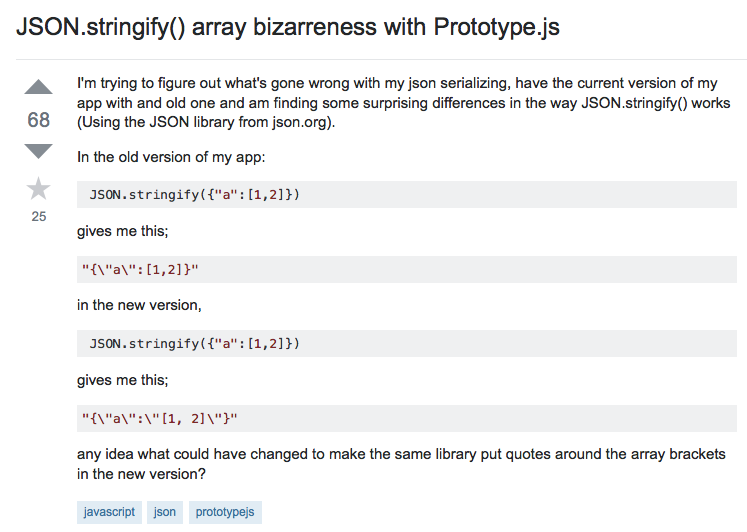 JSON.stringify() array bizarreness with Prototype.js
68
25
I'm trying to figure out what's gone wrong with my json serializing, have the current version of my
app with and old one and am finding some surprising differences in the way JSON.stringify() works
(Using the JSON library from json.org).
In the old version of my app:
JSON.stringify({"a":[1,2]})
gives me this;
"{\"a\":[1,2]}"
in the new version,
JSON.stringify({"a":[1,2]})
gives me this;
"{\"a\":\"[1, 2]\"}"
any idea what could have changed to make the same library put quotes around the array brackets
in the new version?
javascript json prototypejs